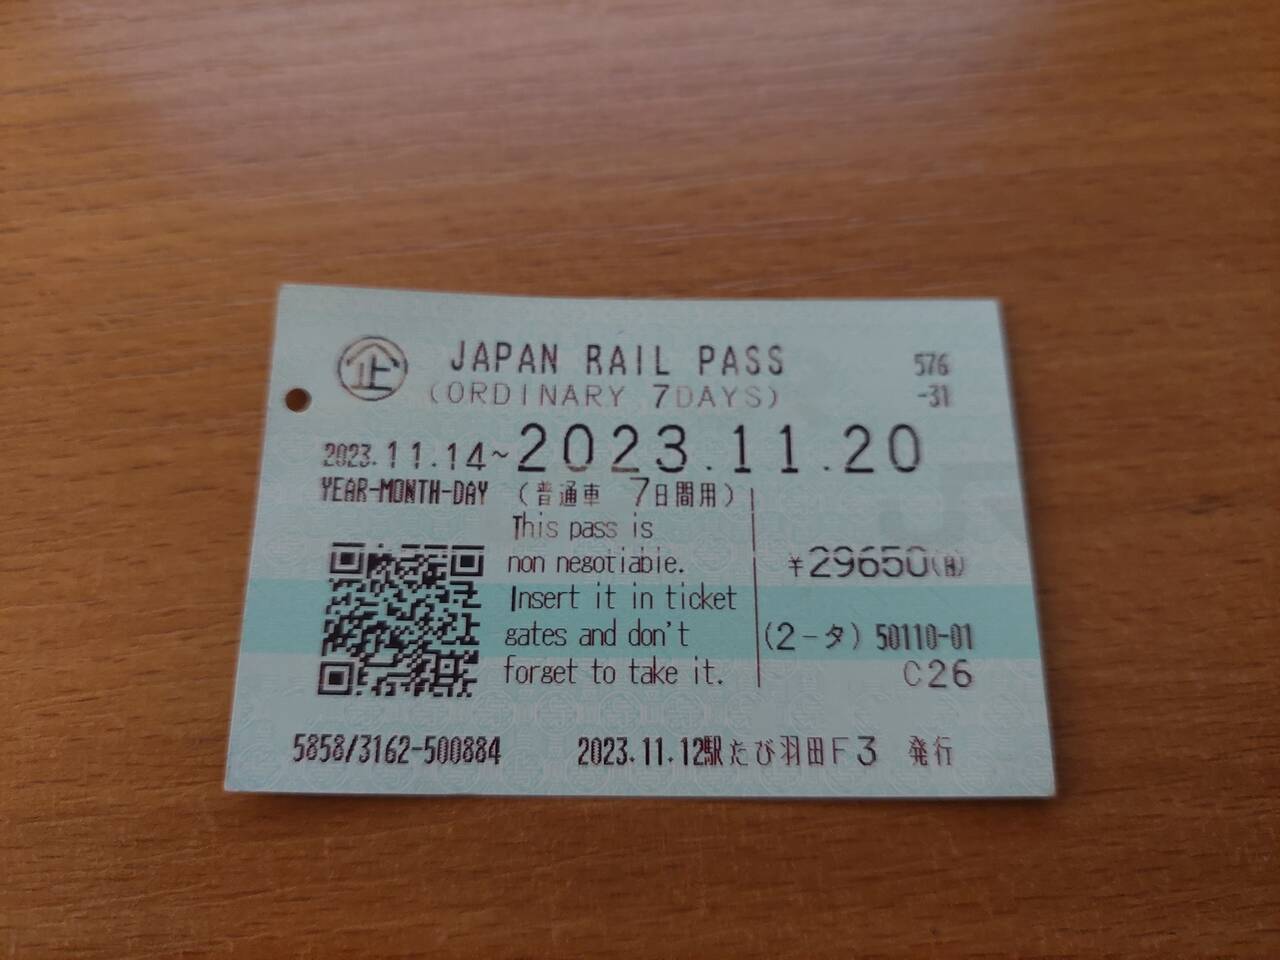 企 JAPAN RAIL PASS 576
(ORDINARY 7DAYS) -31
2023.11.14~2023.11.20
YEAR-MONTH-DAY (普通車 7日間用)
This pass is
non negotiable. ¥29650
Insert it in ticket
gates and don't (2-タ) 50110-01
forget to take it. C26
5858/3162-500884 2023.11.12駅たび羽田F3 発行